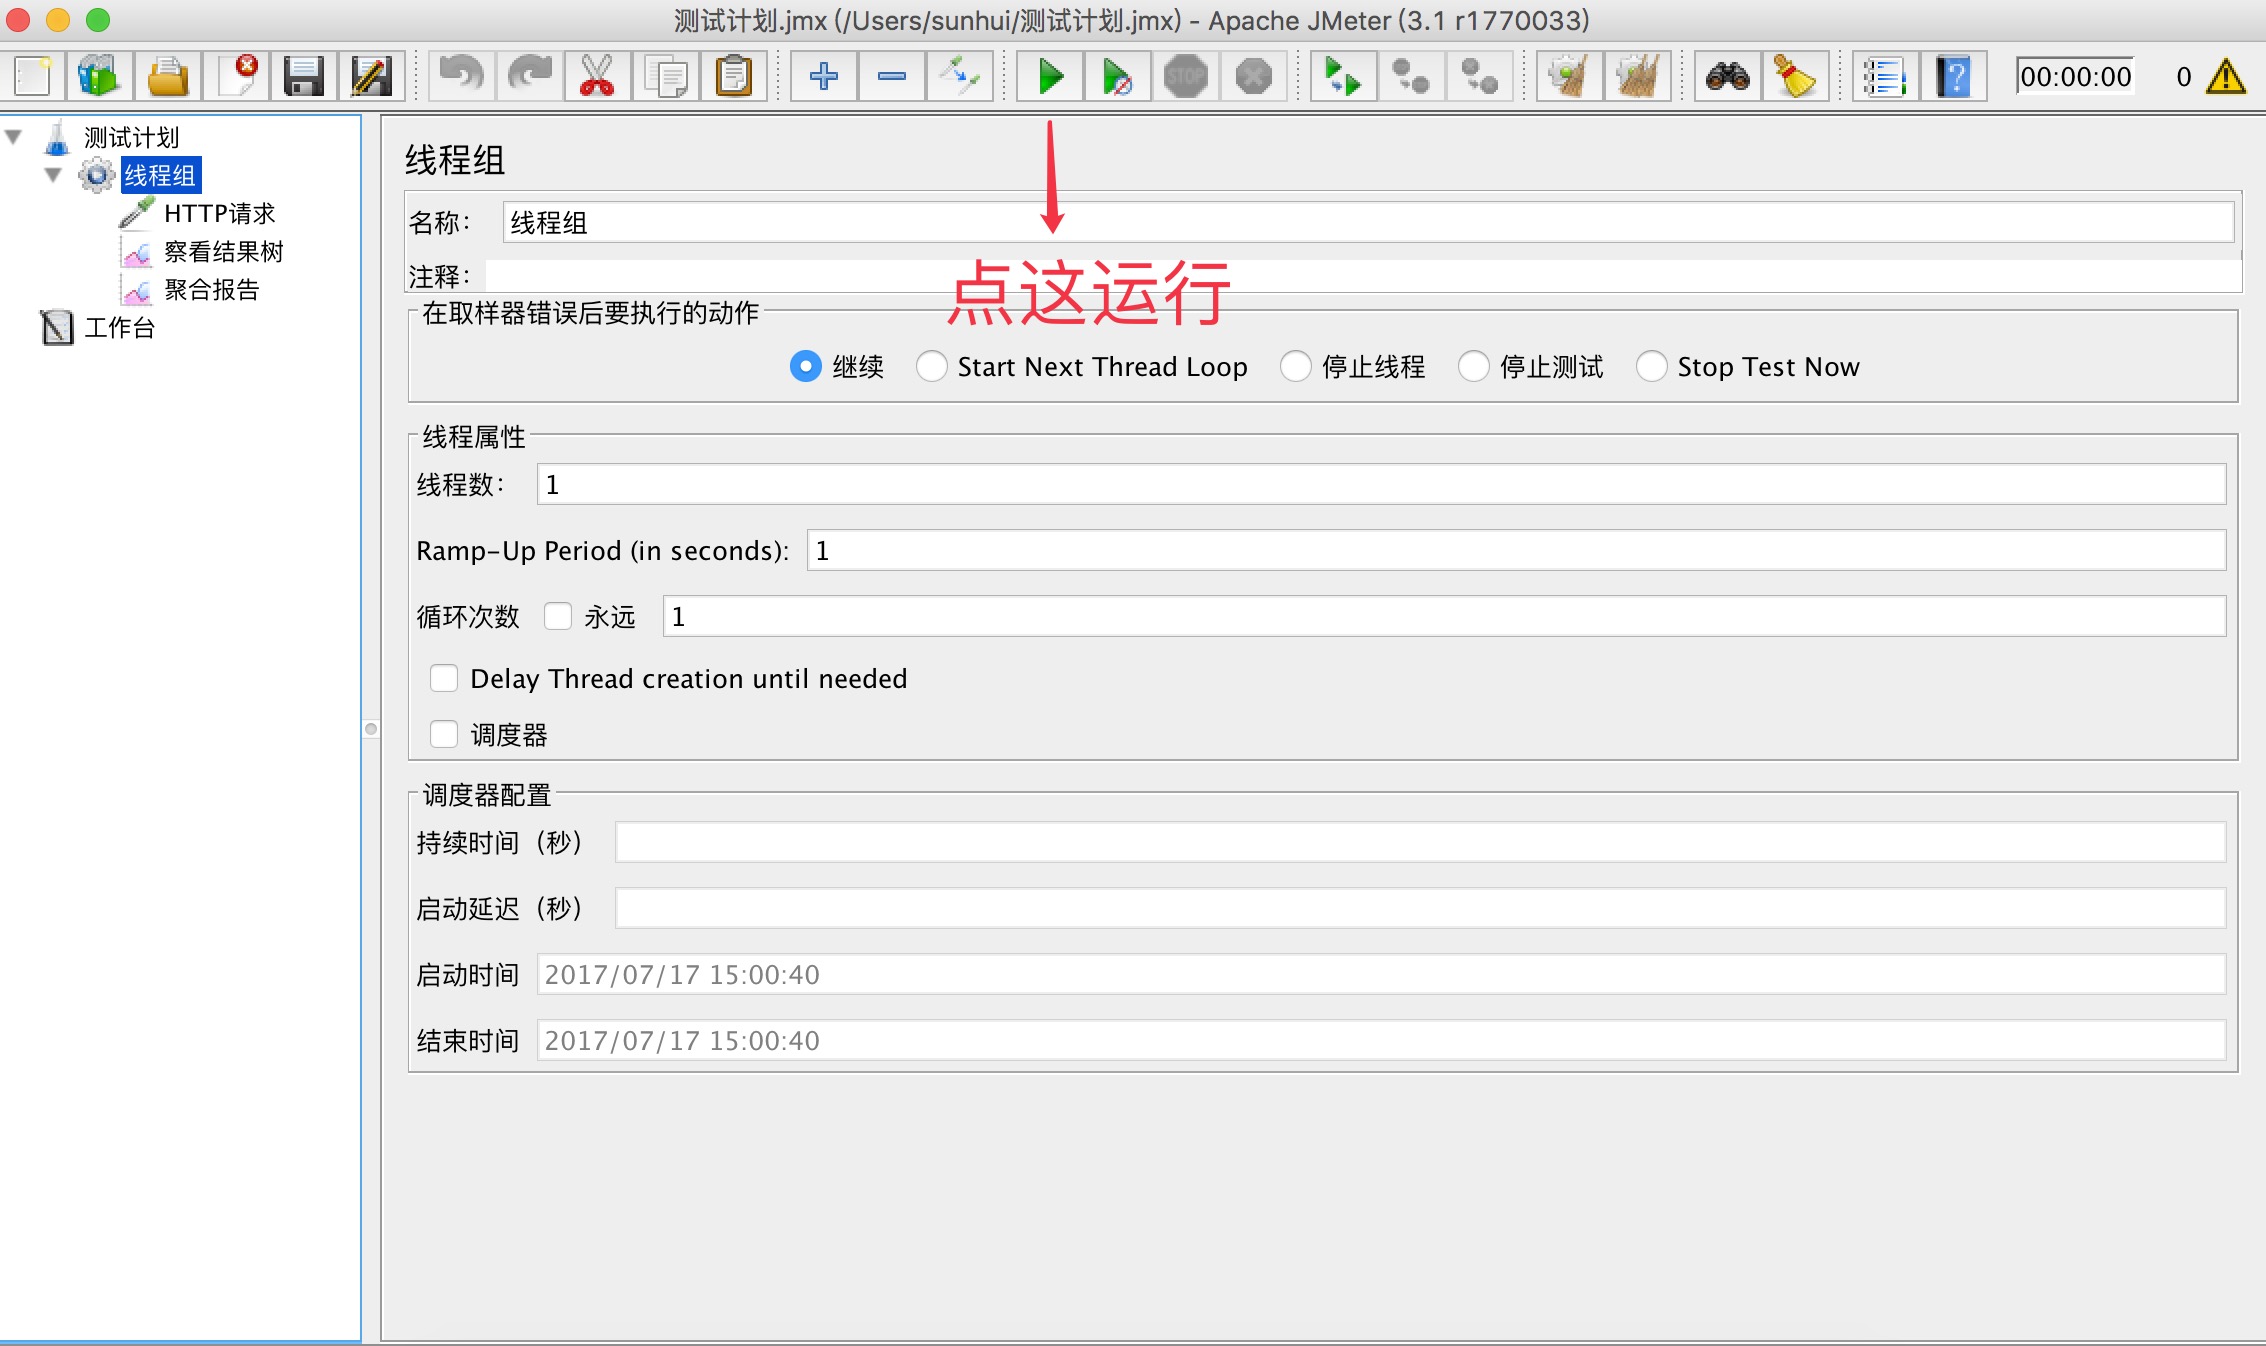 测试计划.jmx (/Users/sunhui/测试计划.jmx) - Apache JMeter (3.1 r1770033)
STOP
00:00:00
0
测试计划
线程组
HTTP请求
察看结果树
聚合报告
工作台
线程组
名称：
线程组
注释：
点这运行
在取样器错误后要执行的动作
继续 Start Next Thread Loop 停止线程 停止测试 Stop Test Now
线程属性
线程数： 1
Ramp-Up Period (in seconds): 1
循环次数 永远 1
Delay Thread creation until needed
调度器
调度器配置
持续时间（秒）
启动延迟（秒）
启动时间 2017/07/17 15:00:40
结束时间 2017/07/17 15:00:40